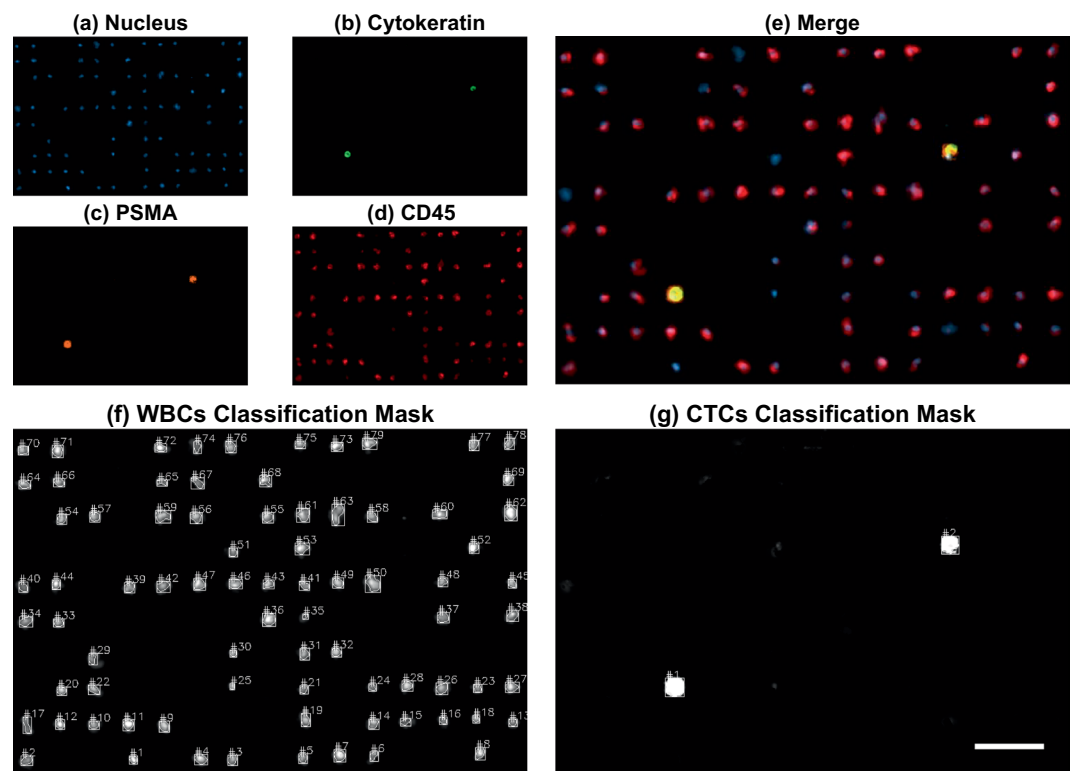 (a) Nucleus
(b) Cytokeratin
(e) Merge
(c) PSMA
(d) CD45
(f) WBCs Classification Mask
(g) CTCs Classification Mask
#70 #71 #72 #74 #76 #75 #73 #79 #77 #78
#64 #66 #65 #67 #68 #69
#54 #57 #59 #56 #55 #61 #63 #58 #60 #62
#51 #53 #52
#40 #44 #39 #42 #47 #46 #43 #41 #49 #50 #48 #45
#34 #33 #36 #35 #37 #38
#29 #30 #31 #32
#20 #22 #25 #21 #24 #28 #26 #23 #27
#17 #12 #10 #11 #9 #19 #14 #15 #16 #18 #13
#2 #1 #4 #3 #5 #7 #6 #8
#2
#1